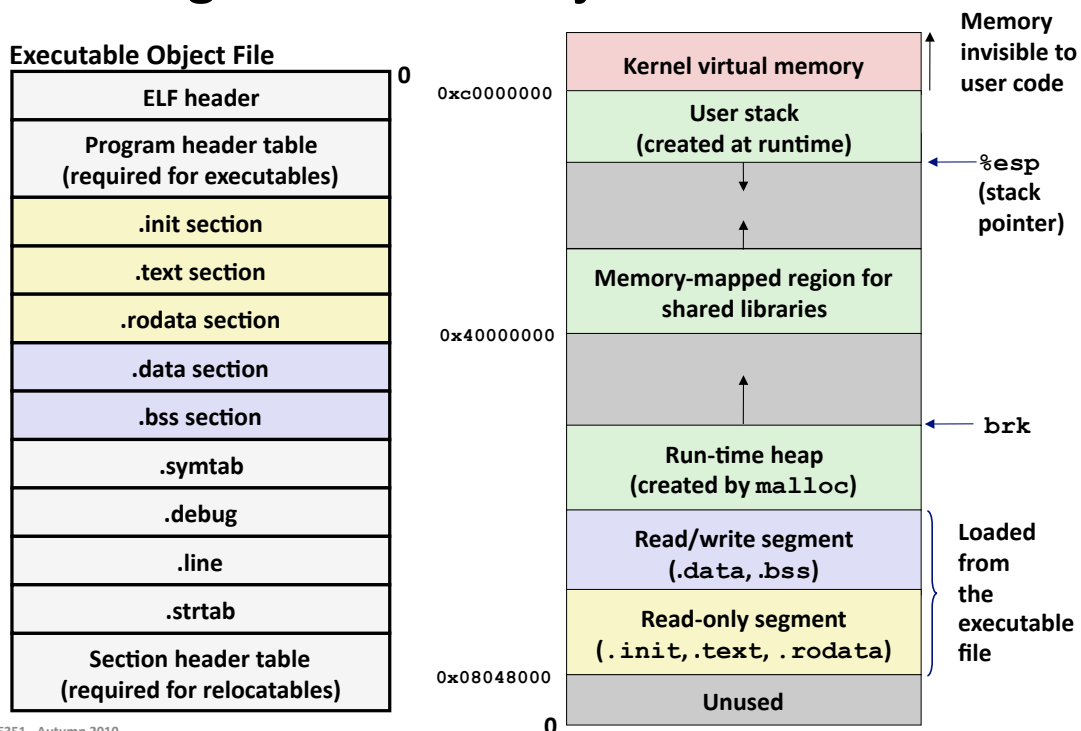 Executable Object File
0
ELF header
Program header table
(required for executables)
.init section
.text section
.rodata section
.data section
.bss section
.symtab
.debug
.line
.strtab
Section header table
(required for relocatables)
Autumn 2010
Memory
invisible to
user code
Kernel virtual memory
0xc0000000
User stack
(created at runtime)
%esp
(stack
pointer)
Memory-mapped region for
shared libraries
0x40000000
brk
Run-time heap
(created by malloc)
Read/write segment
(.data, .bss)
Loaded
from
the
executable
file
Read-only segment
(.init, .text, .rodata)
0x08048000
Unused
0